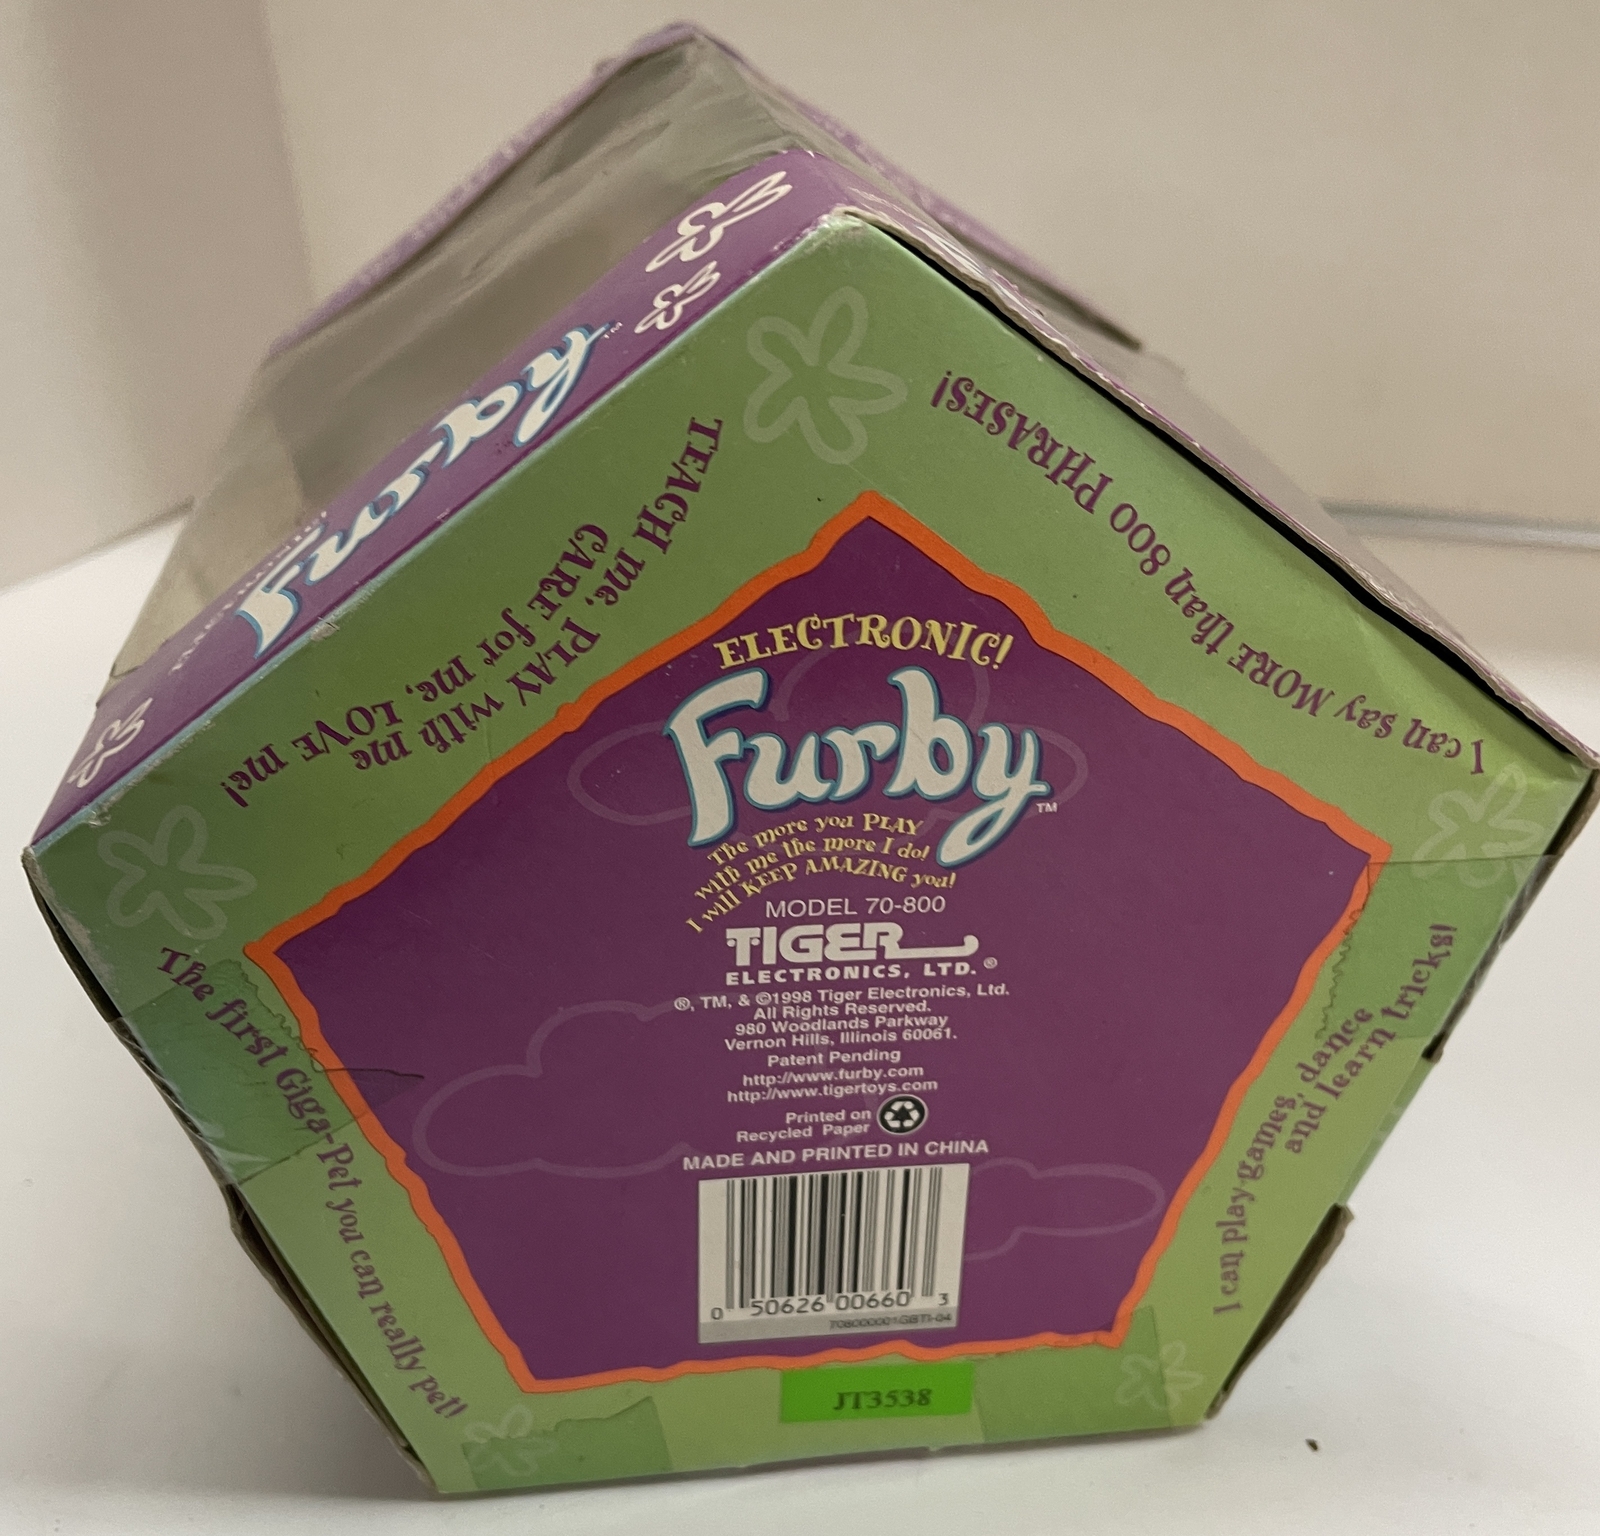 Furby™
TEACH me, PLAY with me
CARE for me, LOVE me!
I can say MORE than 800 PHRASES!
ELECTRONIC!
Furby™
The more you PLAY
with me the more I do!
I will KEEP AMAZING you!
MODEL 70-800
TIGER
ELECTRONICS, LTD.®
®, TM, & ©1998 Tiger Electronics, Ltd.
All Rights Reserved.
980 Woodlands Parkway
Vernon Hills, Illinois 60061.
Patent Pending
http://www.furby.com
http://www.tigertoys.com
Printed on
Recycled Paper
MADE AND PRINTED IN CHINA
0 50626 00660 3
The first Giga-Pet you can really pet!
I can play games, dance
and learn tricks!
JT3538